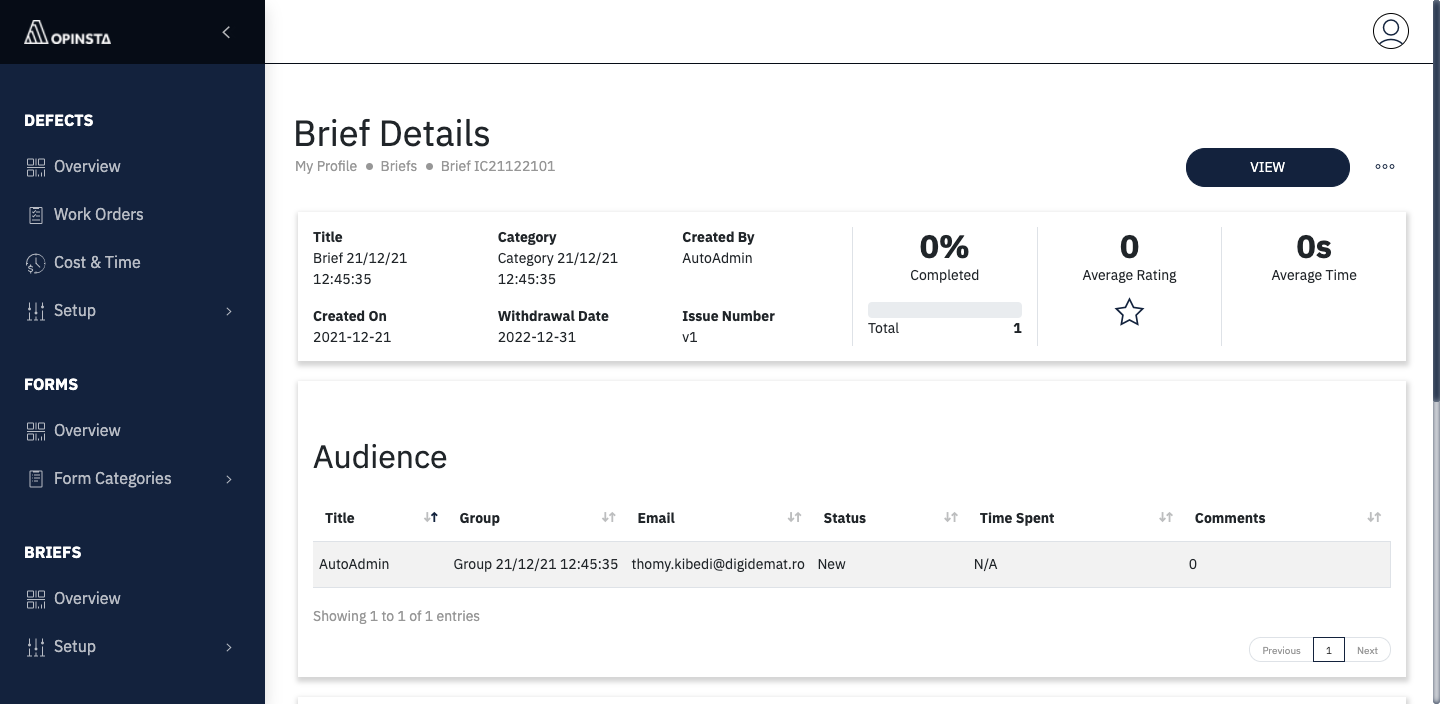 OPINSTA
DEFECTS
Overview
Work Orders
Cost & Time
Setup
FORMS
Overview
Form Categories
BRIEFS
Overview
Setup
Brief Details
My Profile Briefs Brief IC21122101
VIEW
Title
Brief 21/12/21
12:45:35
Category
Category 21/12/21
12:45:35
Created By
AutoAdmin
Created On
2021-12-21
Withdrawal Date
2022-12-31
Issue Number
v1
0%
Completed
Total 1
0
Average Rating
0s
Average Time
Audience
Title Group Email Status Time Spent Comments
AutoAdmin Group 21/12/21 12:45:35 thomy.kibedi@digidemat.ro New N/A 0
Showing 1 to 1 of 1 entries
Previous 1 Next